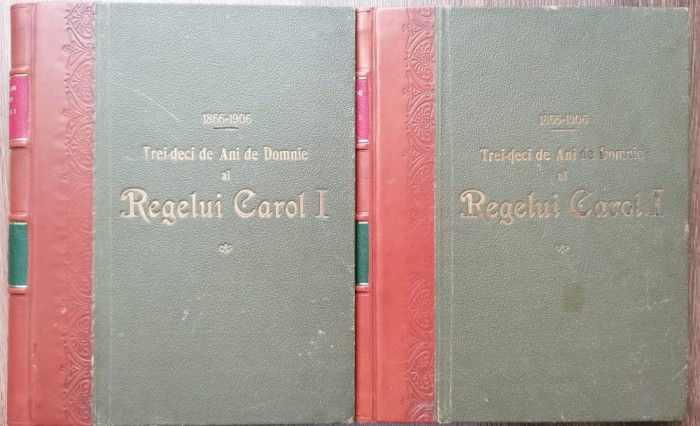 1866-1906
Trei-deci de Ani de Domnie
al
Regelui Carol I
1866-1906
Trei-deci de Ani de Domnie
al
Regelui Carol I